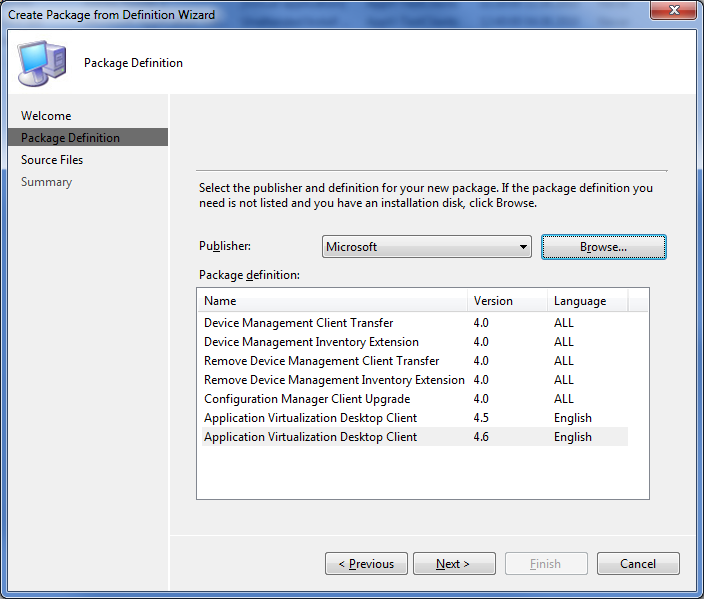 Create Package from Definition Wizard
Package Definition
Welcome
Package Definition
Source Files
Summary
Select the publisher and definition for your new package. If the package definition you
need is not listed and you have an installation disk, click Browse.
Publisher: Microsoft Browse...
Package definition:
Name Version Language
Device Management Client Transfer 4.0 ALL
Device Management Inventory Extension 4.0 ALL
Remove Device Management Client Transfer 4.0 ALL
Remove Device Management Inventory Extension 4.0 ALL
Configuration Manager Client Upgrade 4.0 ALL
Application Virtualization Desktop Client 4.5 English
Application Virtualization Desktop Client 4.6 English
< Previous Next > Finish Cancel